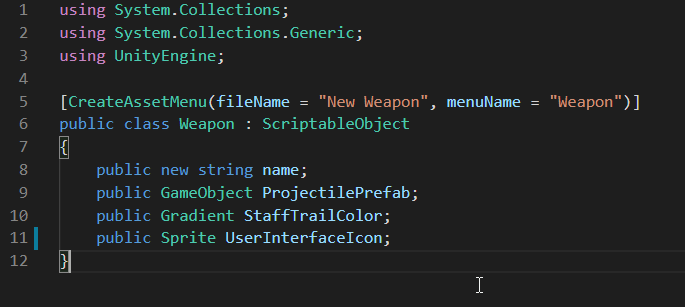 1 using System.Collections;
2 using System.Collections.Generic;
3 using UnityEngine;
4
5 [CreateAssetMenu(fileName = "New Weapon", menuName = "Weapon")]
6 public class Weapon : ScriptableObject
7 {
8 public new string name;
9 public GameObject ProjectilePrefab;
10 public Gradient StaffTrailColor;
11 public Sprite UserInterfaceIcon;
12 }